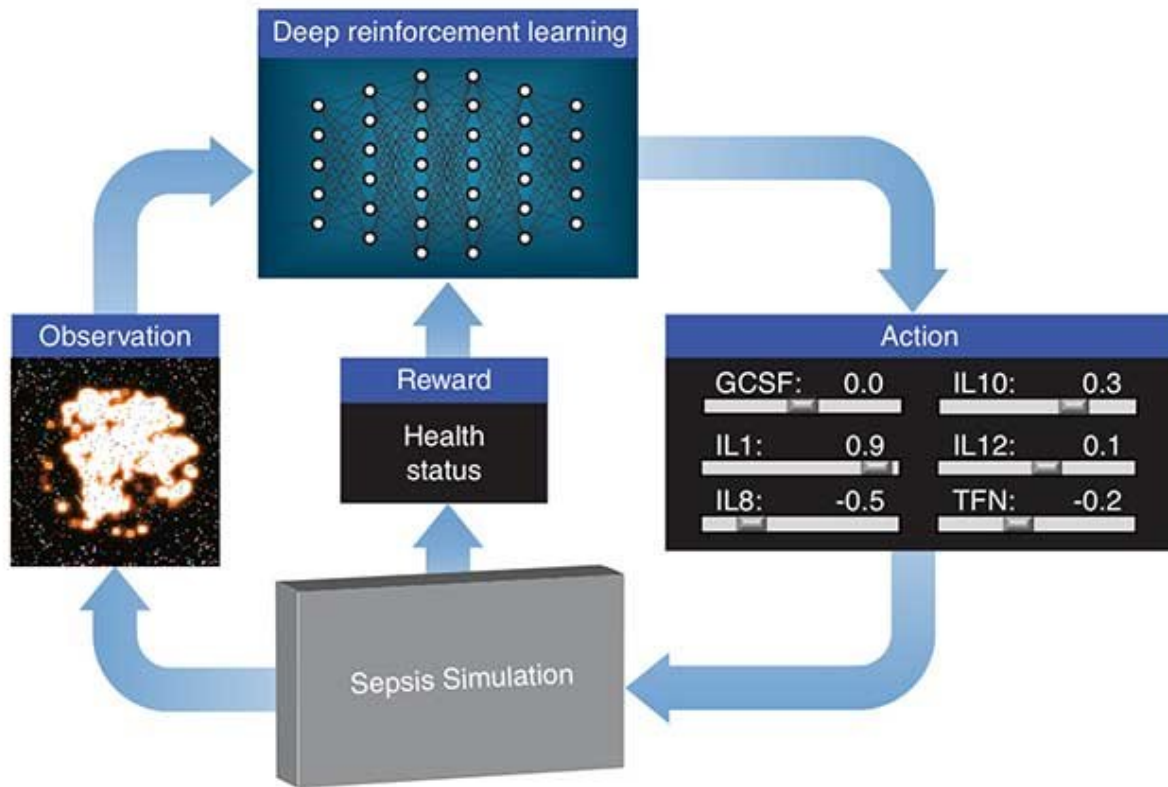 Deep reinforcement learning
Observation
Reward
Health
status
Action
GCSF: 0.0
IL10: 0.3
IL1: 0.9
IL12: 0.1
IL8: -0.5
TFN: -0.2
Sepsis Simulation